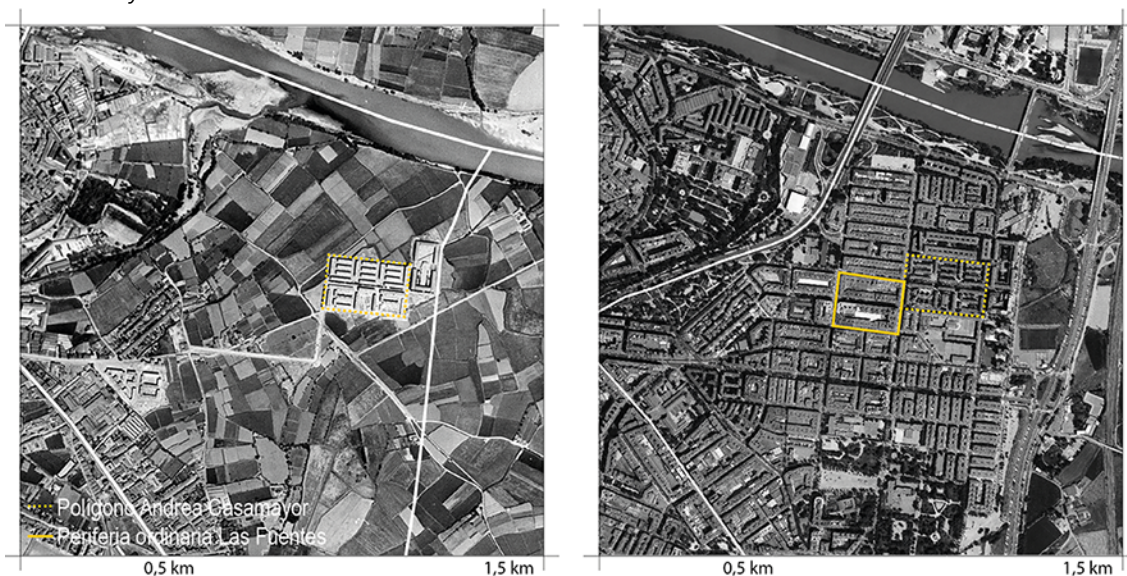 Polígono Andrea Casamayor
Periferia ordinaria Las Fuentes
0,5 km
1,5 km
0,5 km
1,5 km